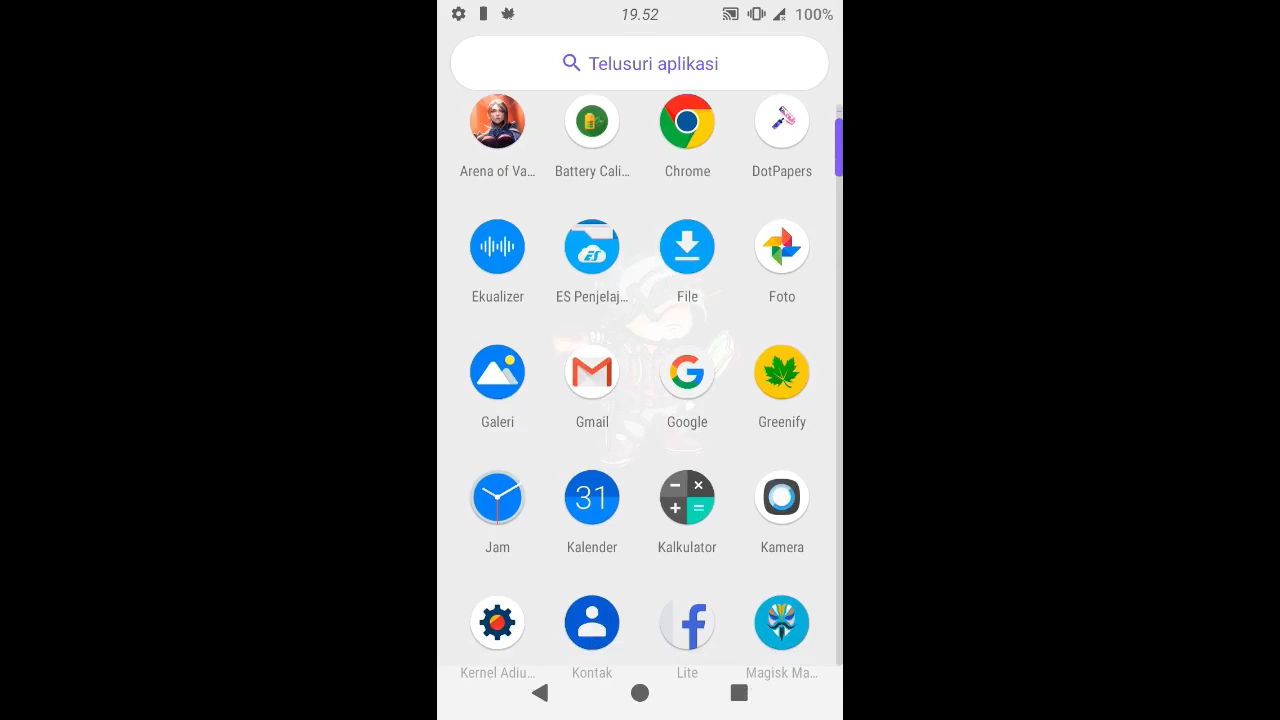 19.52
100%
Telusuri aplikasi
Arena of Va...
Battery Cali...
Chrome
DotPapers
Ekualizer
ES Penjelaj...
File
Foto
Galeri
Gmail
Google
Greenify
31
Jam
Kalender
Kalkulator
Kamera
Kernel Adiu...
Kontak
Lite
Magisk Ma...